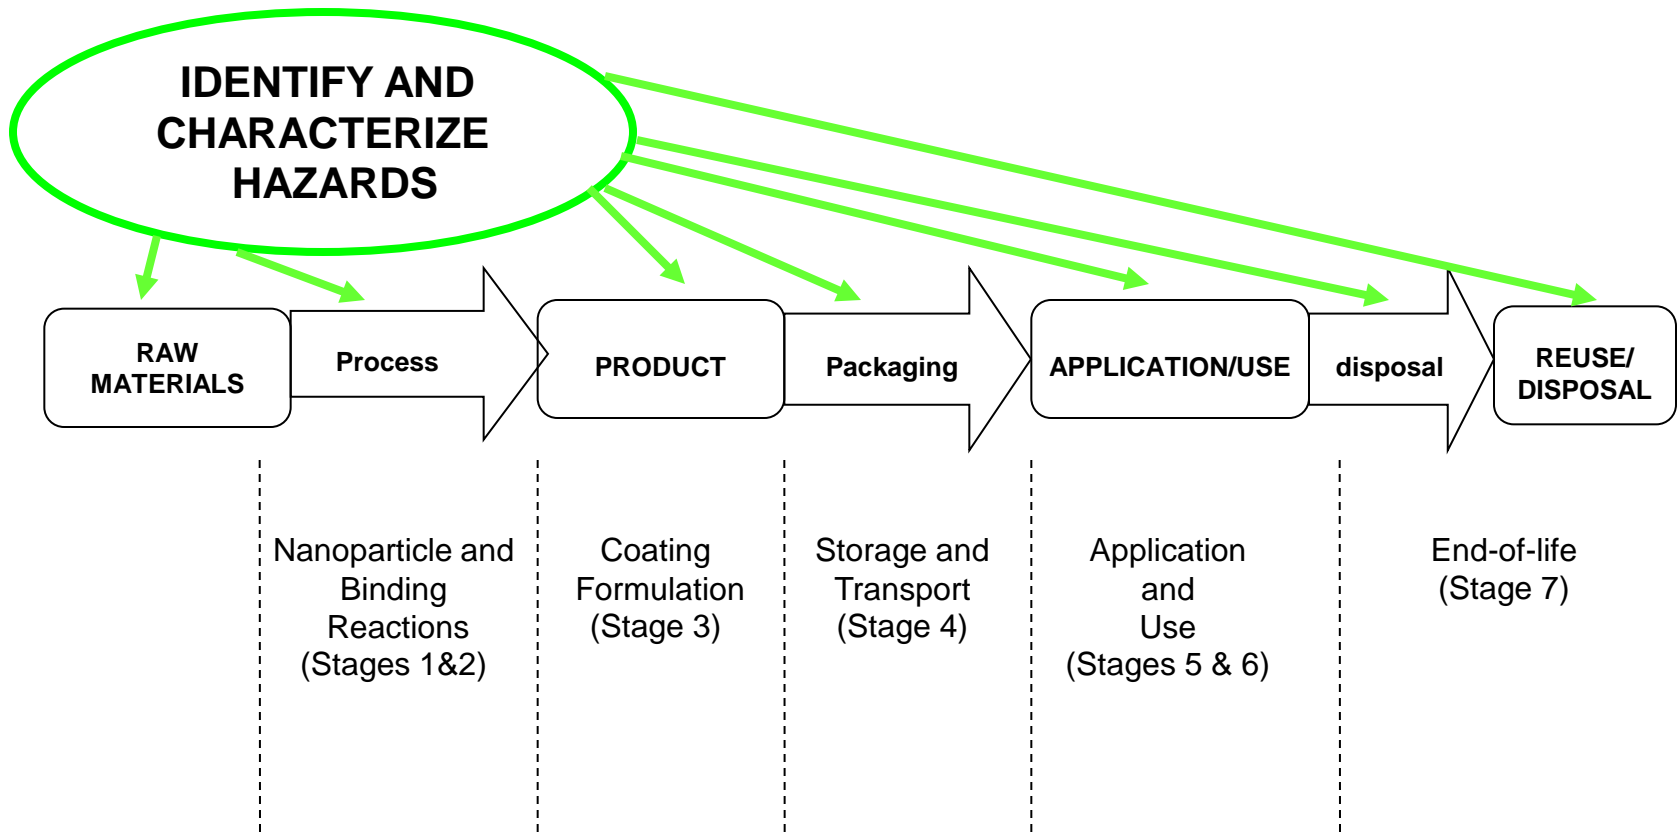 IDENTIFY AND
CHARACTERIZE
HAZARDS
RAW
MATERIALS
Process
PRODUCT
Packaging
APPLICATION/USE
disposal
REUSE/
DISPOSAL
Nanoparticle and
Binding
Reactions
(Stages 1&2)
Coating
Formulation
(Stage 3)
Storage and
Transport
(Stage 4)
Application
and
Use
(Stages 5 & 6)
End-of-life
(Stage 7)